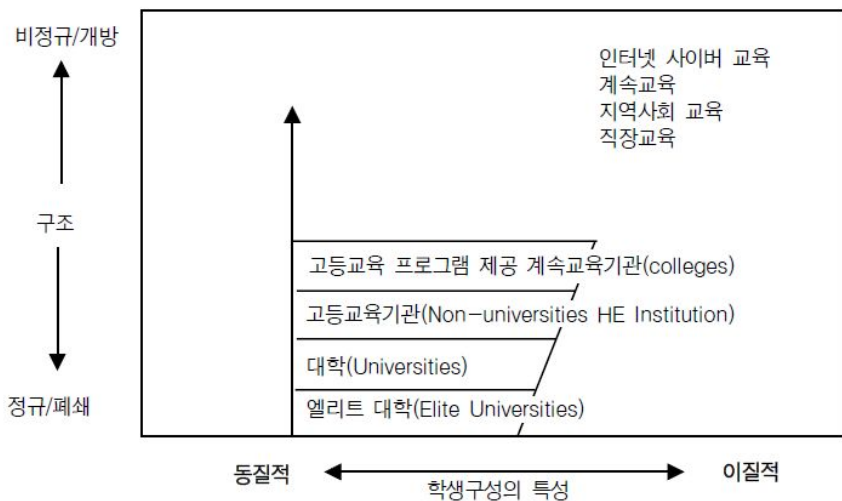 비정규/개방
인터넷 사이버 교육
계속교육
지역사회 교육
직장교육
구조
고등교육 프로그램 제공 계속교육기관(colleges)
고등교육기관(Non-universities HE Institution)
대학(Universities)
정규/폐쇄
엘리트 대학(Elite Universities)
동질적
이질적
학생구성의 특성